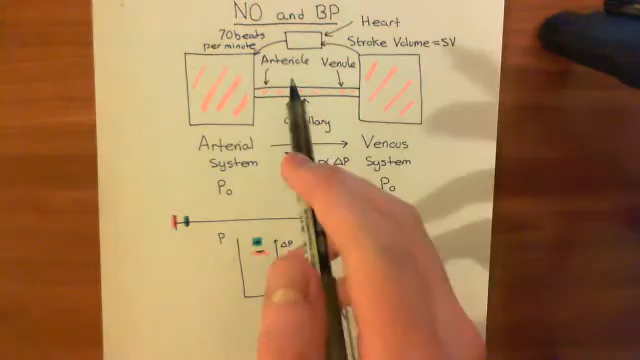 NO and BP
70 beats
per minute
Heart
Stroke Volume = SV
Arteriole
Venule
Arterial
System
P₀
∝ ΔP
Venous
System
P₀
P
ΔP